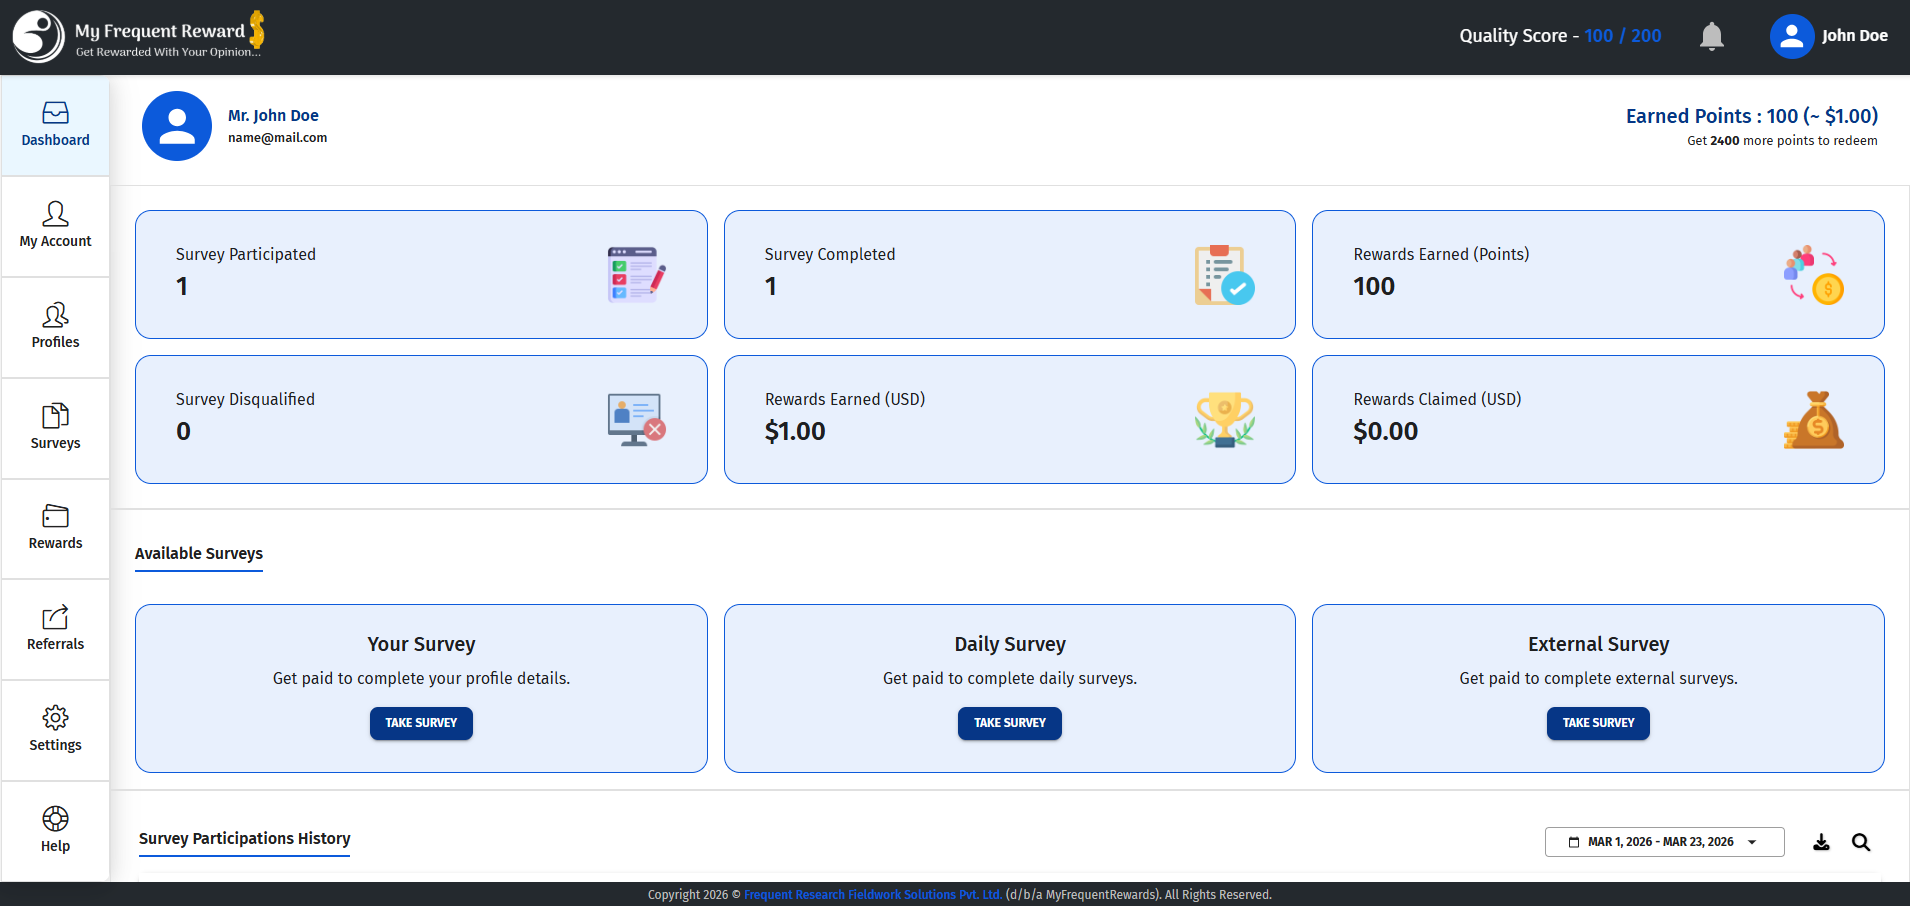 My Frequent Reward
Get Rewarded With Your Opinion...
Quality Score - 100 / 200
John Doe
Dashboard
My Account
Profiles
Surveys
Rewards
Referrals
Settings
Help
Mr. John Doe
name@mail.com
Earned Points : 100 (~ $1.00)
Get 2400 more points to redeem
Survey Participated
1
Survey Completed
1
Rewards Earned (Points)
100
Survey Disqualified
0
Rewards Earned (USD)
$1.00
Rewards Claimed (USD)
$0.00
Available Surveys
Your Survey
Get paid to complete your profile details.
TAKE SURVEY
Daily Survey
Get paid to complete daily surveys.
TAKE SURVEY
External Survey
Get paid to complete external surveys.
TAKE SURVEY
Survey Participations History
MAR 1, 2026 - MAR 23, 2026
Copyright 2026 © Frequent Research Fieldwork Solutions Pvt. Ltd. (d/b/a MyFrequentRewards). All Rights Reserved.